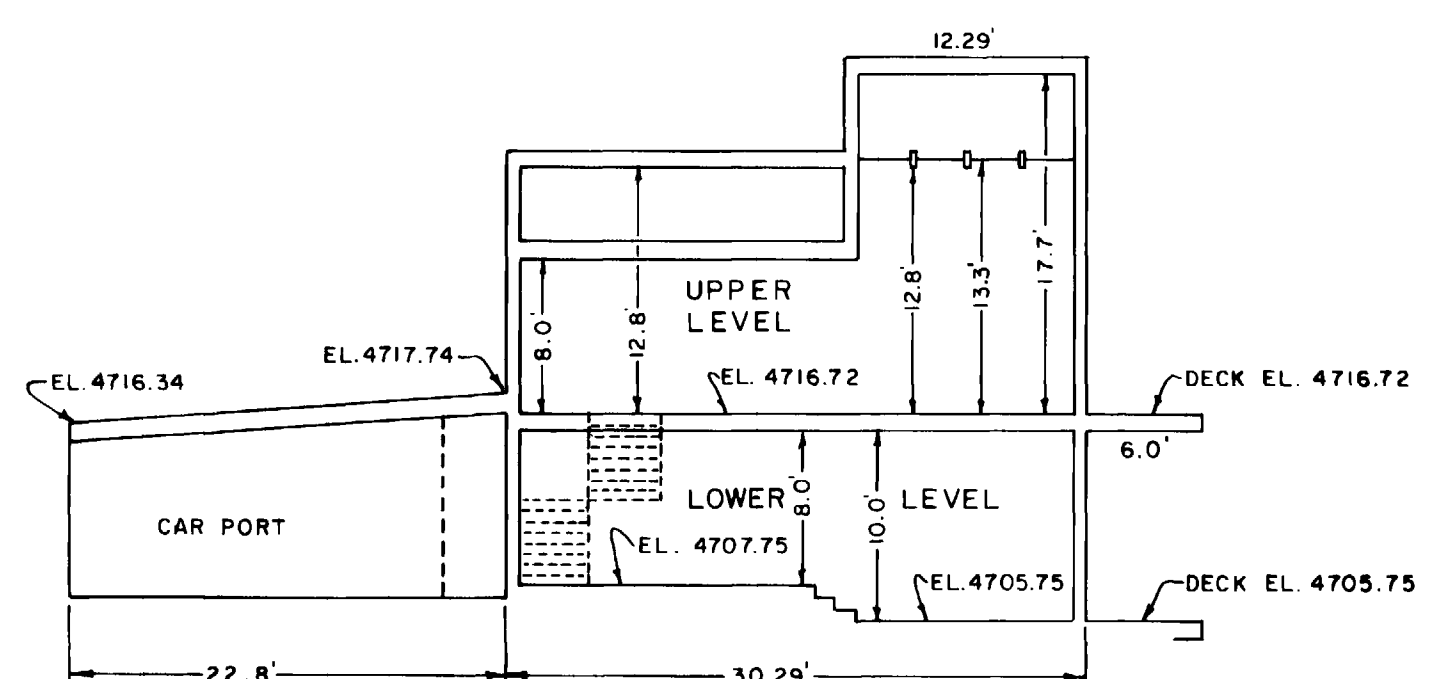 12.29'
UPPER
LEVEL
8.0'
12.8'
12.8'
13.3'
17.7'
EL. 4717.74
EL. 4716.34
EL. 4716.72
DECK EL. 4716.72
6.0'
CAR PORT
LOWER LEVEL
8.0'
10.0'
EL. 4707.75
EL. 4705.75
DECK EL. 4705.75
22.8'
30.29'